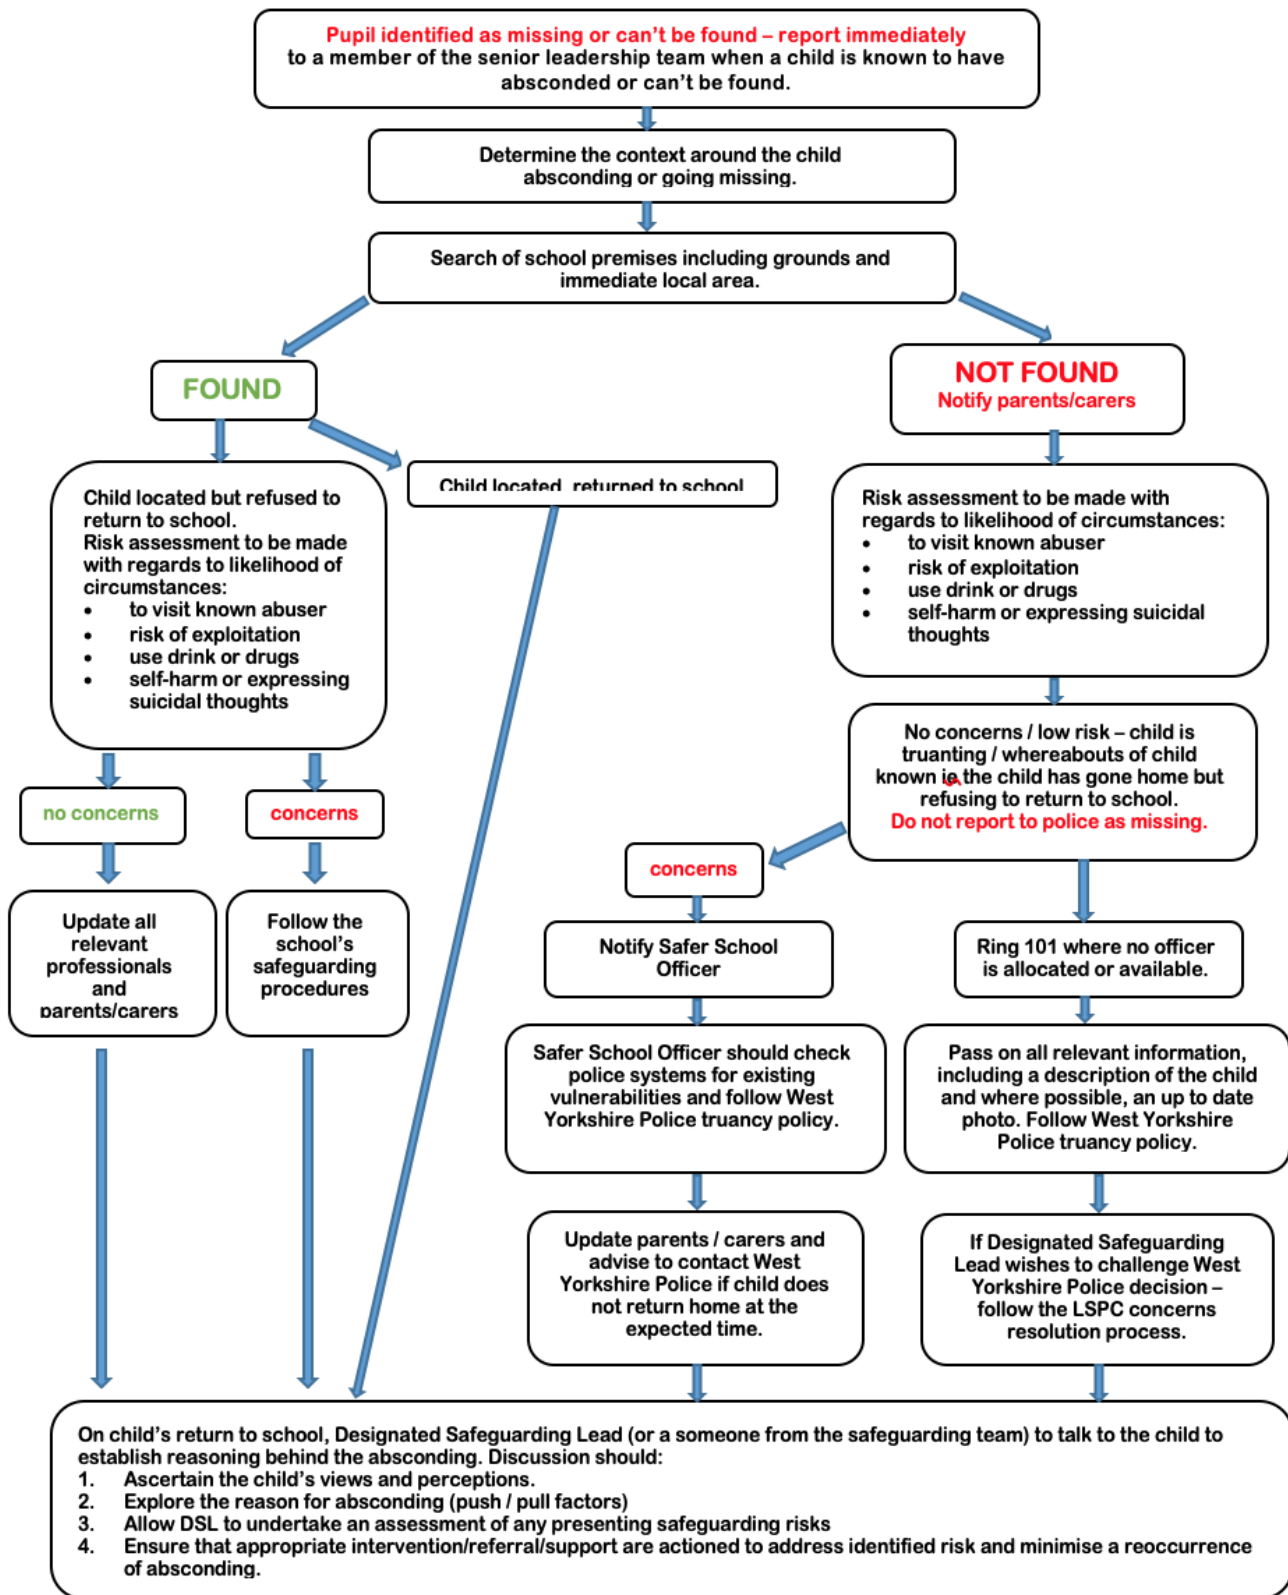 Pupil identified as missing or can't be found – report immediately
to a member of the senior leadership team when a child is known to have
absconded or can't be found.
Determine the context around the child
absconding or going missing.
Search of school premises including grounds and
immediate local area.
FOUND
NOT FOUND
Notify parents/carers
Child located but refused to
return to school.
Risk assessment to be made
with regards to likelihood of
circumstances:
• to visit known abuser
• risk of exploitation
• use drink or drugs
• self-harm or expressing
suicidal thoughts
Child located, returned to school
Risk assessment to be made with
regards to likelihood of circumstances:
• to visit known abuser
• risk of exploitation
• use drink or drugs
• self-harm or expressing suicidal
thoughts
no concerns
concerns
No concerns / low risk – child is
truanting / whereabouts of child
known ie the child has gone home but
refusing to return to school.
Do not report to police as missing.
Update all
relevant
professionals
and
parents/carers
Follow the
school's
safeguarding
procedures
concerns
Notify Safer School
Officer
Ring 101 where no officer
is allocated or available.
Safer School Officer should check
police systems for existing
vulnerabilities and follow West
Yorkshire Police truancy policy.
Pass on all relevant information,
including a description of the child
and where possible, an up to date
photo. Follow West Yorkshire
Police truancy policy.
Update parents / carers and
advise to contact West
Yorkshire Police if child does
not return home at the
expected time.
If Designated Safeguarding
Lead wishes to challenge West
Yorkshire Police decision –
follow the LSPC concerns
resolution process.
On child's return to school, Designated Safeguarding Lead (or a someone from the safeguarding team) to talk to the child to
establish reasoning behind the absconding. Discussion should:
1. Ascertain the child's views and perceptions.
2. Explore the reason for absconding (push / pull factors)
3. Allow DSL to undertake an assessment of any presenting safeguarding risks
4. Ensure that appropriate intervention/referral/support are actioned to address identified risk and minimise a reoccurrence
of absconding.